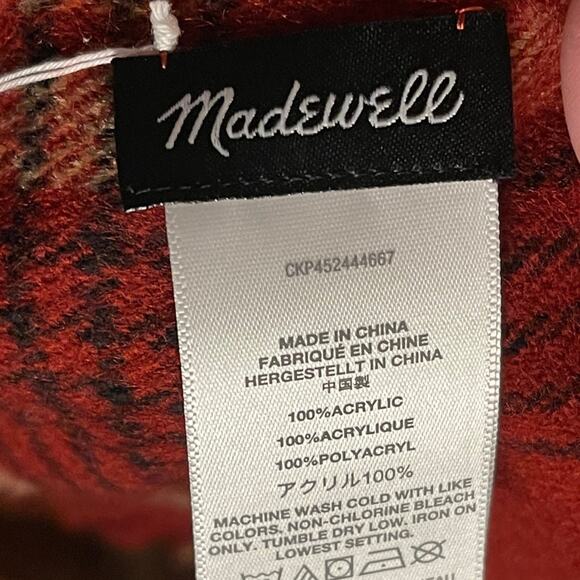 Madewell
CKP452444667
MADE IN CHINA
FABRIQUÉ EN CHINE
HERGESTELLT IN CHINA
中国製
100%ACRYLIC
100%ACRYLIQUE
100%POLYACRYL
アクリル100%
MACHINE WASH COLD WITH LIKE
COLORS, NON-CHLORINE BLEACH
ONLY. TUMBLE DRY LOW. IRON ON
LOWEST SETTING.